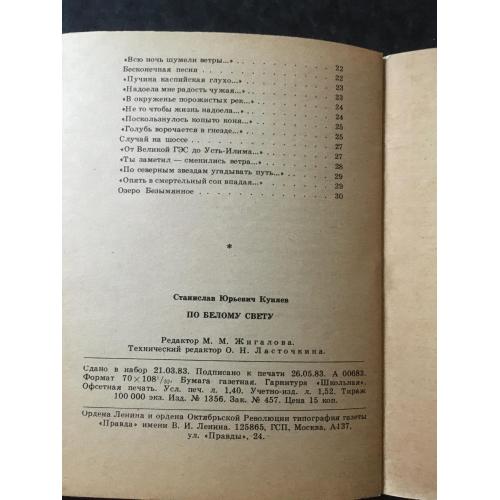 «Всю ночь шумели ветры...» . . . . . . . . . . 22
Бесконечная песня . . . . . . . . . . 22
«Пучина каспийская глухо...» . . . . . . . . . . 22
«Надоела мне радость чужая...» . . . . . . . . . . 23
«В окруженье порожистых рек...» . . . . . . . . . . 23
«Не то чтобы жизнь надоела...» . . . . . . . . . . 24
«Поскользнулось копыто коня...» . . . . . . . . . . 24
«Голубь ворочается в гнезде...» . . . . . . . . . . 25
Случай на шоссе . . . . . . . . . . 25
«От Великой ГЭС до Усть-Илима...» . . . . . . . . . . 27
«Ты заметил — сменились ветра...» . . . . . . . . . . 27
«По северным звездам угадывать путь...» . . . . . . . . . . 28
«Опять в смертельный сон впадая...» . . . . . . . . . . 29
Озеро Безымянное . . . . . . . . . . 30
*
Станислав Юрьевич Куняев
ПО БЕЛОМУ СВЕТУ
Редактор М. М. Жигалова.
Технический редактор О. Н. Ласточкина.
Сдано в набор 21.03.83. Подписано к печати 26.05.83. А 00683.
Формат 70×108¹/₃₂. Бумага газетная. Гарнитура «Школьная».
Офсетная печать. Усл. печ. л. 1,40. Учетно-изд. л. 1,52. Тираж
100 000 экз. Изд. № 1356. Зак. № 457. Цена 15 коп.
Ордена Ленина и ордена Октябрьской Революции типография газеты
«Правда» имени В. И. Ленина. 125865, ГСП, Москва, А137.
ул. «Правды», 24.